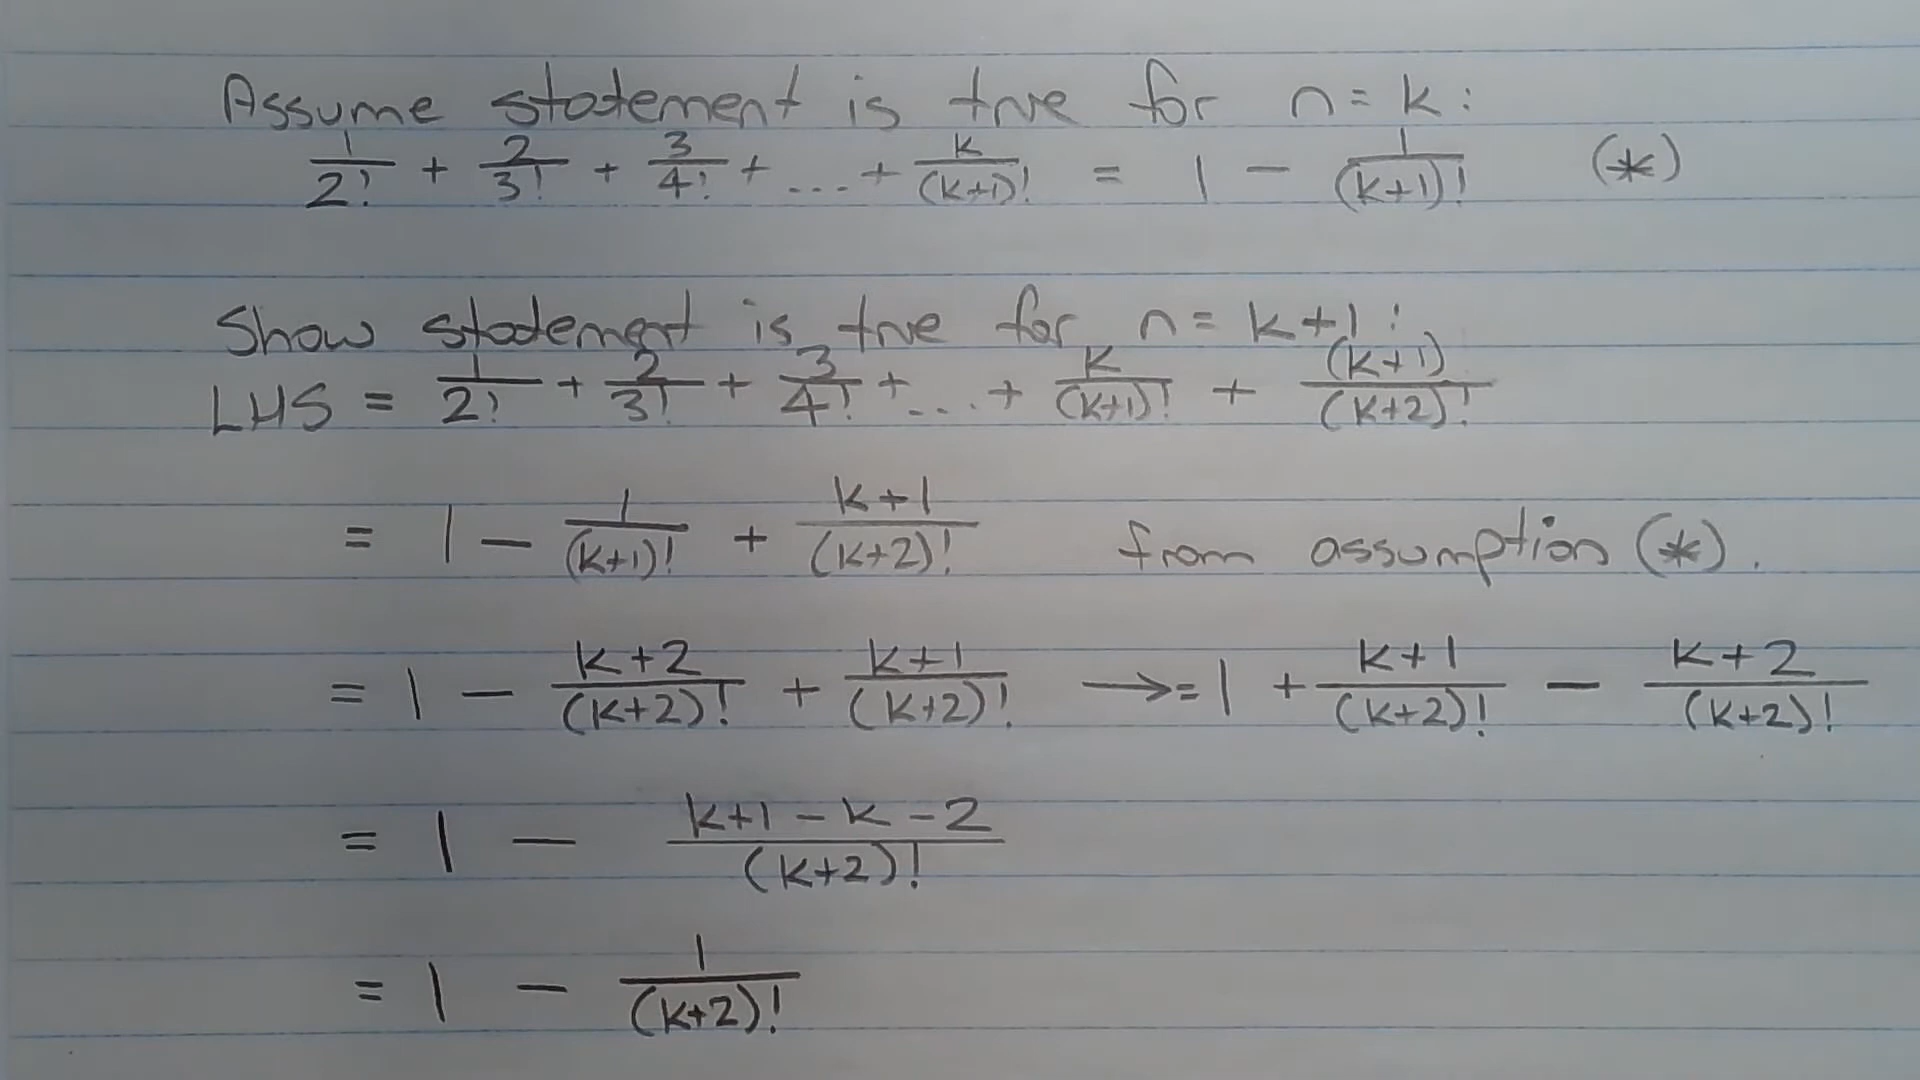 Assume statement is true for n = k:
1/2! + 2/3! + 3/4! + ... + k/(k+1)! = 1 - 1/(k+1)! (*)
Show statement is true for n = k+1:
LHS = 1/2! + 2/3! + 3/4! + ... + k/(k+1)! + (k+1)/(k+2)!
= 1 - 1/(k+1)! + k+1/(k+2)! from assumption (*).
= 1 - k+2/(k+2)! + k+1/(k+2)! → = 1 + k+1/(k+2)! - k+2/(k+2)!
= 1 - k+1-k-2/(k+2)!
= 1 - 1/(k+2)!